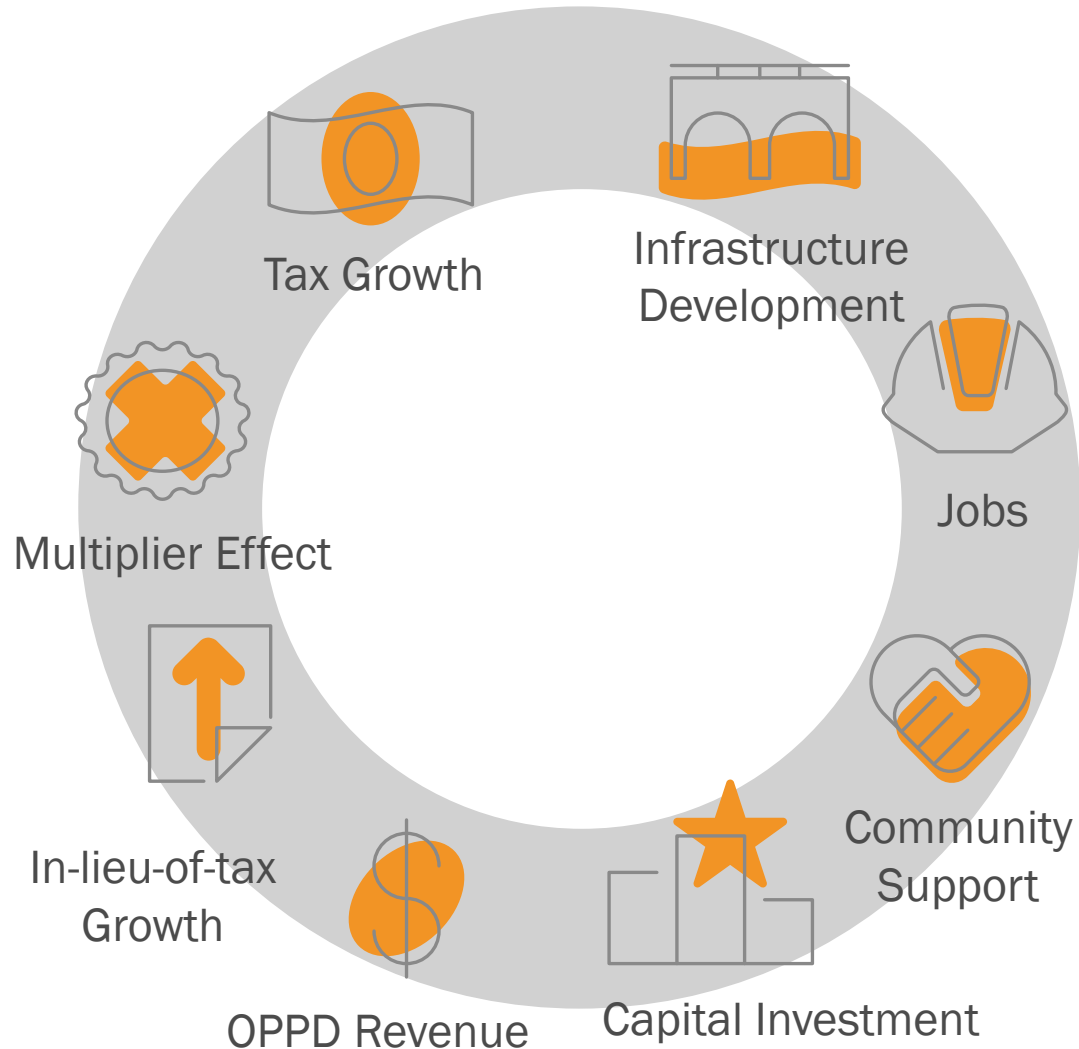 Tax Growth
Infrastructure
Development
Jobs
Multiplier Effect
Community
Support
In-lieu-of-tax
Growth
Capital Investment
OPPD Revenue